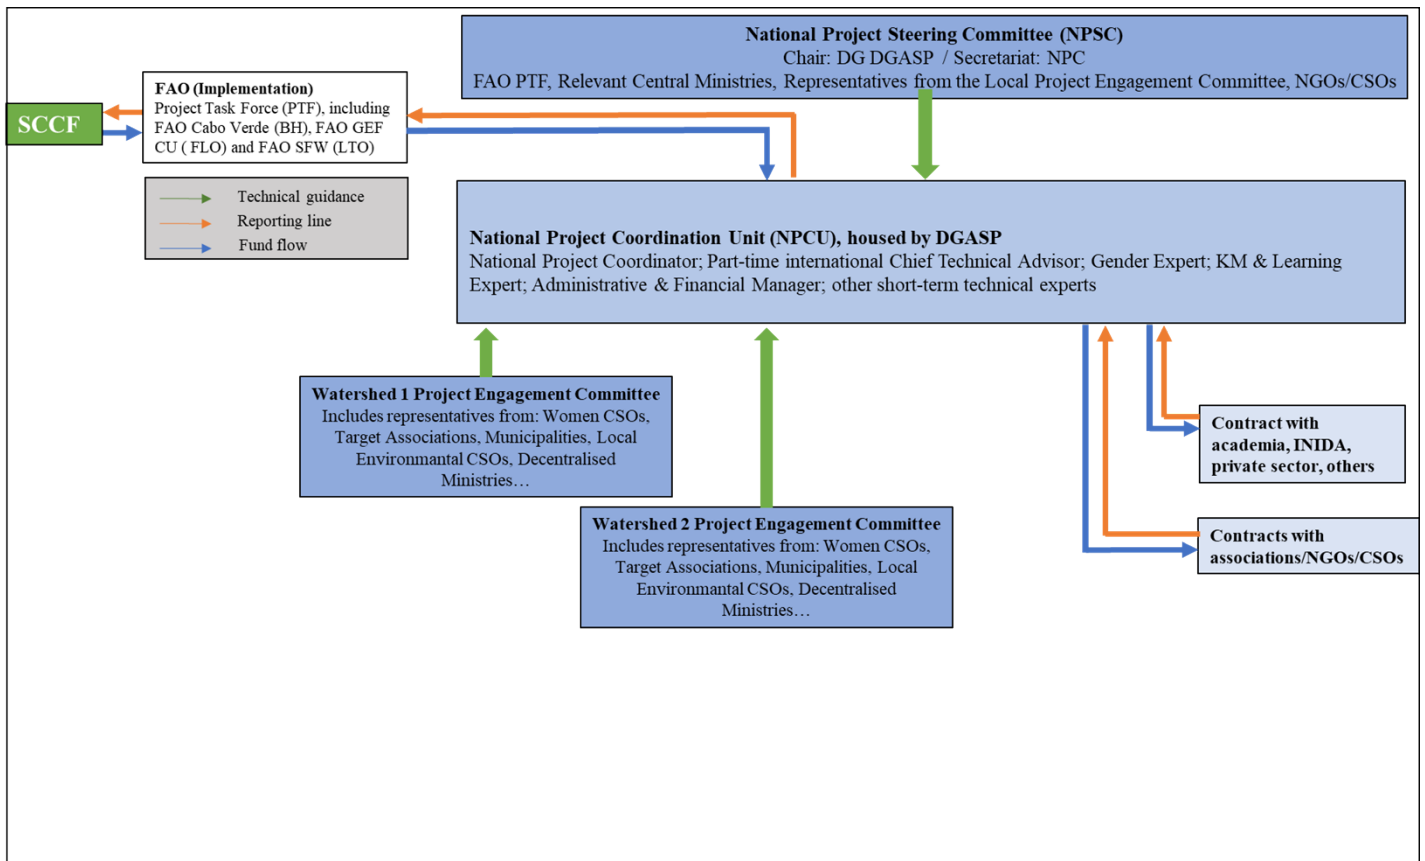 National Project Steering Committee (NPSC)
Chair: DG DGASP / Secretariat: NPC
FAO PTF, Relevant Central Ministries, Representatives from the Local Project Engagement Committee, NGOs/CSOs
SCCF
FAO (Implementation)
Project Task Force (PTF), including
FAO Cabo Verde (BH), FAO GEF
CU ( FLO) and FAO SFW (LTO)
Technical guidance
Reporting line
Fund flow
National Project Coordination Unit (NPCU), housed by DGASP
National Project Coordinator; Part-time international Chief Technical Advisor; Gender Expert; KM & Learning
Expert; Administrative & Financial Manager; other short-term technical experts
Watershed 1 Project Engagement Committee
Includes representatives from: Women CSOs,
Target Associations, Municipalities, Local
Environmantal CSOs, Decentralised
Ministries…
Contract with
academia, INIDA,
private sector, others
Watershed 2 Project Engagement Committee
Includes representatives from: Women CSOs,
Target Associations, Municipalities, Local
Environmantal CSOs, Decentralised
Ministries…
Contracts with
associations/NGOs/CSOs